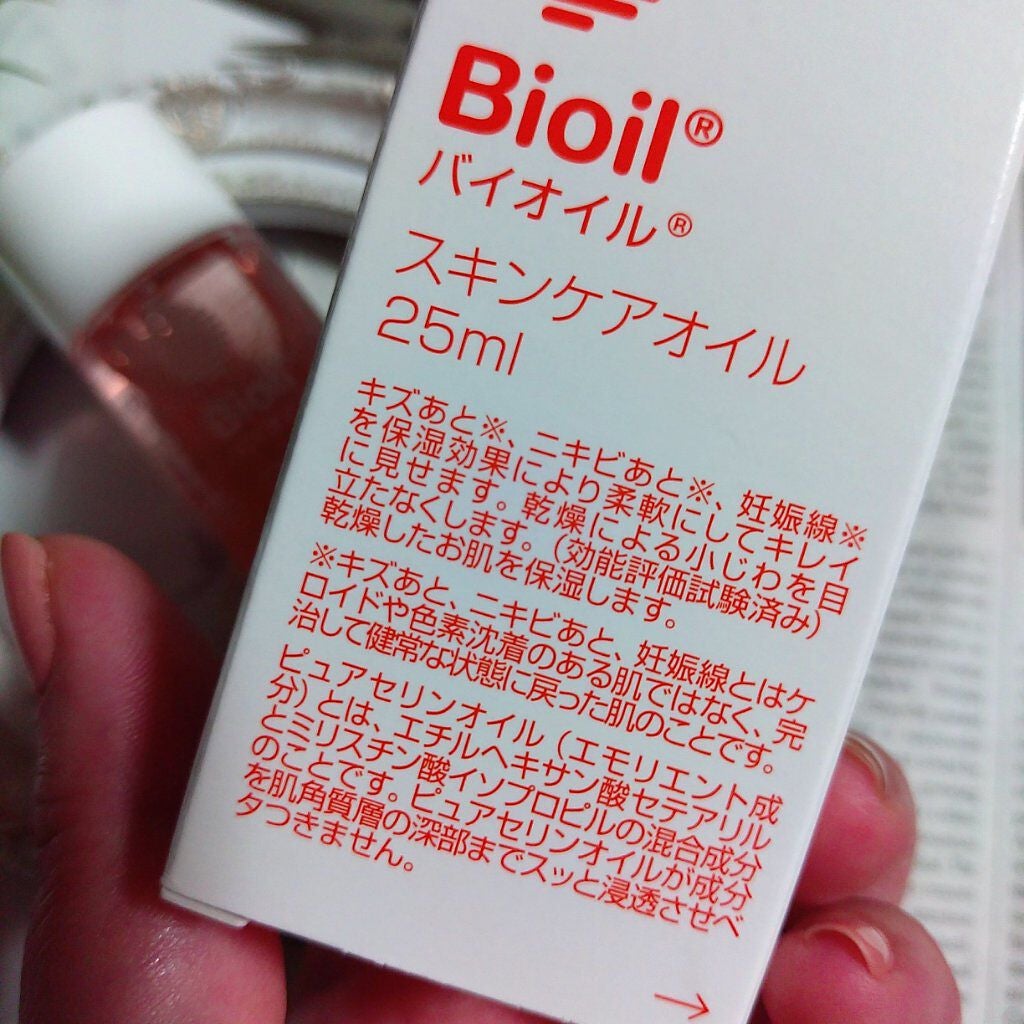 Bioil®
バイオイル®
スキンケアオイル
25ml
キズあと※、ニキビあと※、妊娠線※
を保湿効果により柔軟にしてキレイ
に見せます。乾燥による小じわを目
立たなくします。(効能評価試験済み)
乾燥したお肌を保湿します。
※キズあと、ニキビあと、妊娠線とはケ
ロイドや色素沈着のある肌ではなく、完
治して健常な状態に戻った肌のことです。
ピュアセリンオイル（エモリエント成
分）とは、エチルヘキサン酸セテアリル
とミリスチン酸イソプロピルの混合成分
のことです。ピュアセリンオイルが成分
を肌角質層の深部までスッと浸透させベ
タつきません。
→